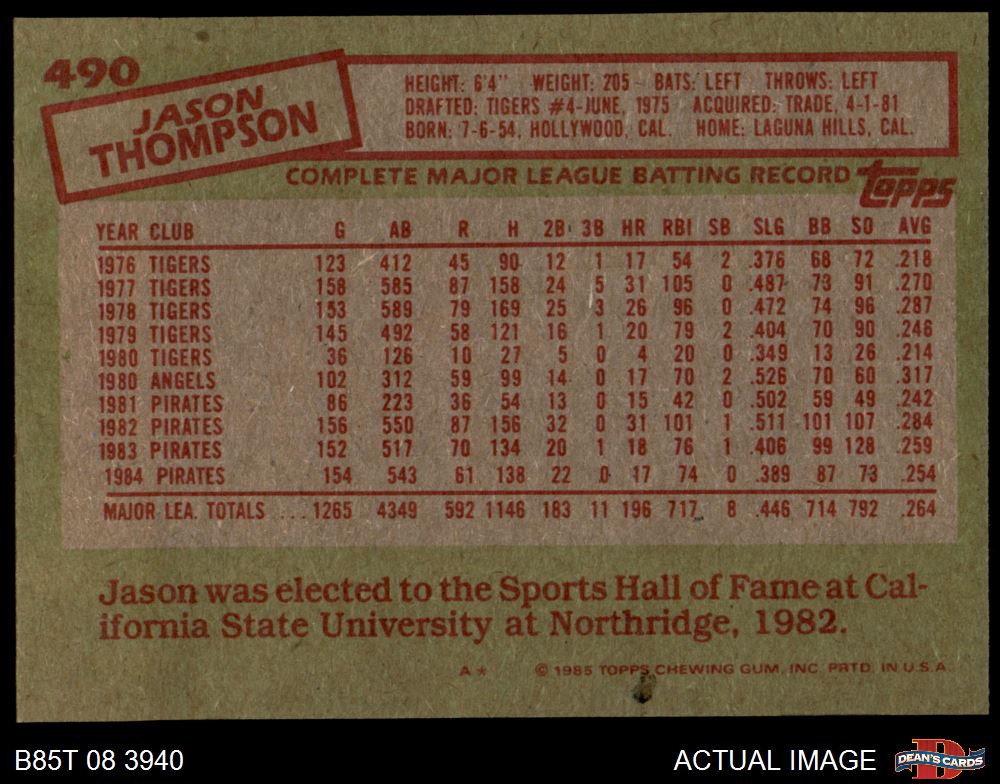 490
JASON
THOMPSON
HEIGHT: 6'4" WEIGHT: 205 BATS: LEFT THROWS: LEFT
DRAFTED: TIGERS #4-JUNE, 1975 ACQUIRED: TRADE, 4-1-81
BORN: 7-6-54, HOLLYWOOD, CAL. HOME: LAGUNA HILLS, CAL.
COMPLETE MAJOR LEAGUE BATTING RECORD topps
YEAR CLUB G AB R H 2B 3B HR RBI SB SLG BB SO AVG
1976 TIGERS 123 412 45 90 12 1 17 54 2 .376 68 72 .218
1977 TIGERS 158 585 87 158 24 5 31 105 0 .487 73 91 .270
1978 TIGERS 153 589 79 169 25 3 26 96 0 .472 74 96 .287
1979 TIGERS 145 492 58 121 16 1 20 79 2 .404 70 90 .246
1980 TIGERS 36 126 10 27 5 0 4 20 0 .349 13 26 .214
1980 ANGELS 102 312 59 99 14 0 17 70 2 .526 70 60 .317
1981 PIRATES 86 223 36 54 13 0 15 42 0 .502 59 49 .242
1982 PIRATES 156 550 87 156 32 0 31 101 1 .511 101 107 .284
1983 PIRATES 152 517 70 134 20 1 18 76 1 .406 99 128 .259
1984 PIRATES 154 543 61 138 22 0 17 74 0 .389 87 73 .254
MAJOR LEA. TOTALS ... 1265 4349 592 1146 183 11 196 717 8 .446 714 792 .264
Jason was elected to the Sports Hall of Fame at Cal-
ifornia State University at Northridge, 1982.
A* © 1985 TOPPS CHEWING GUM, INC. PRTD. IN U.S.A.
B85T 08 3940 ACTUAL IMAGE DEAN'S CARDS